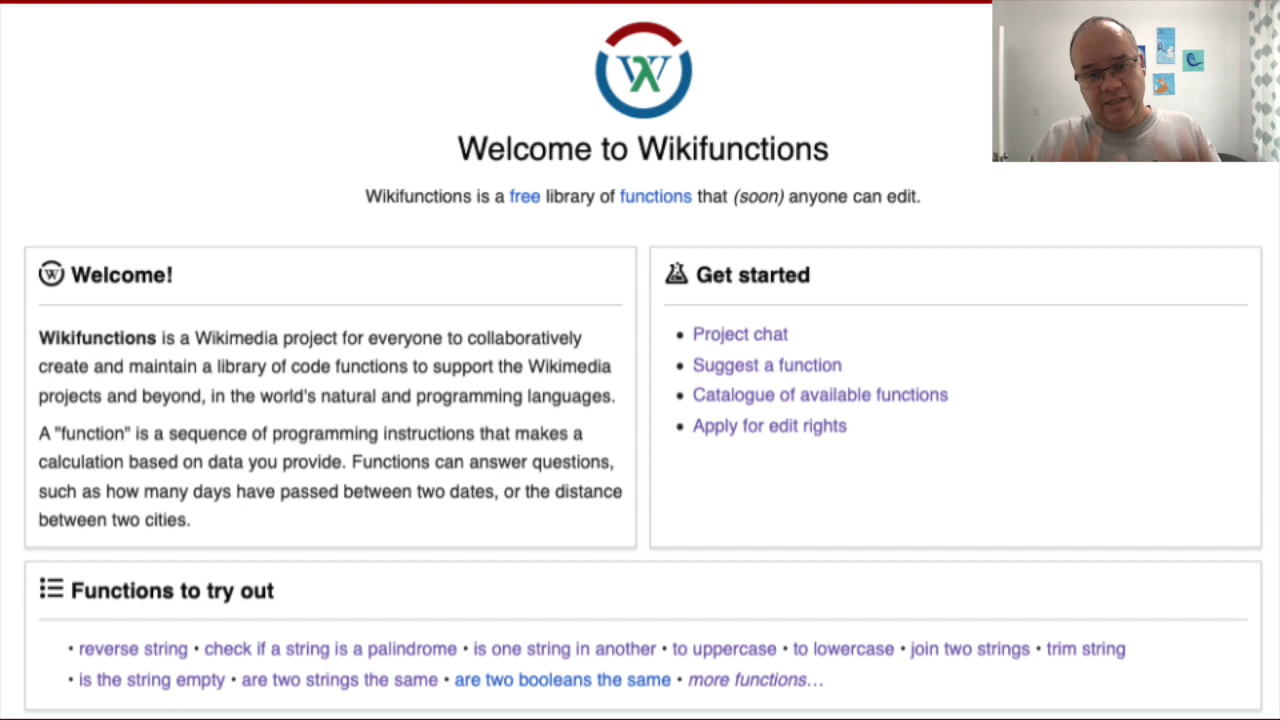 Welcome to Wikifunctions
Wikifunctions is a free library of functions that (soon) anyone can edit.
Welcome!
Wikifunctions is a Wikimedia project for everyone to collaboratively
create and maintain a library of code functions to support the Wikimedia
projects and beyond, in the world's natural and programming languages.
A "function" is a sequence of programming instructions that makes a
calculation based on data you provide. Functions can answer questions,
such as how many days have passed between two dates, or the distance
between two cities.
Get started
• Project chat
• Suggest a function
• Catalogue of available functions
• Apply for edit rights
Functions to try out
• reverse string • check if a string is a palindrome • is one string in another • to uppercase • to lowercase • join two strings • trim string
• is the string empty • are two strings the same • are two booleans the same • more functions…